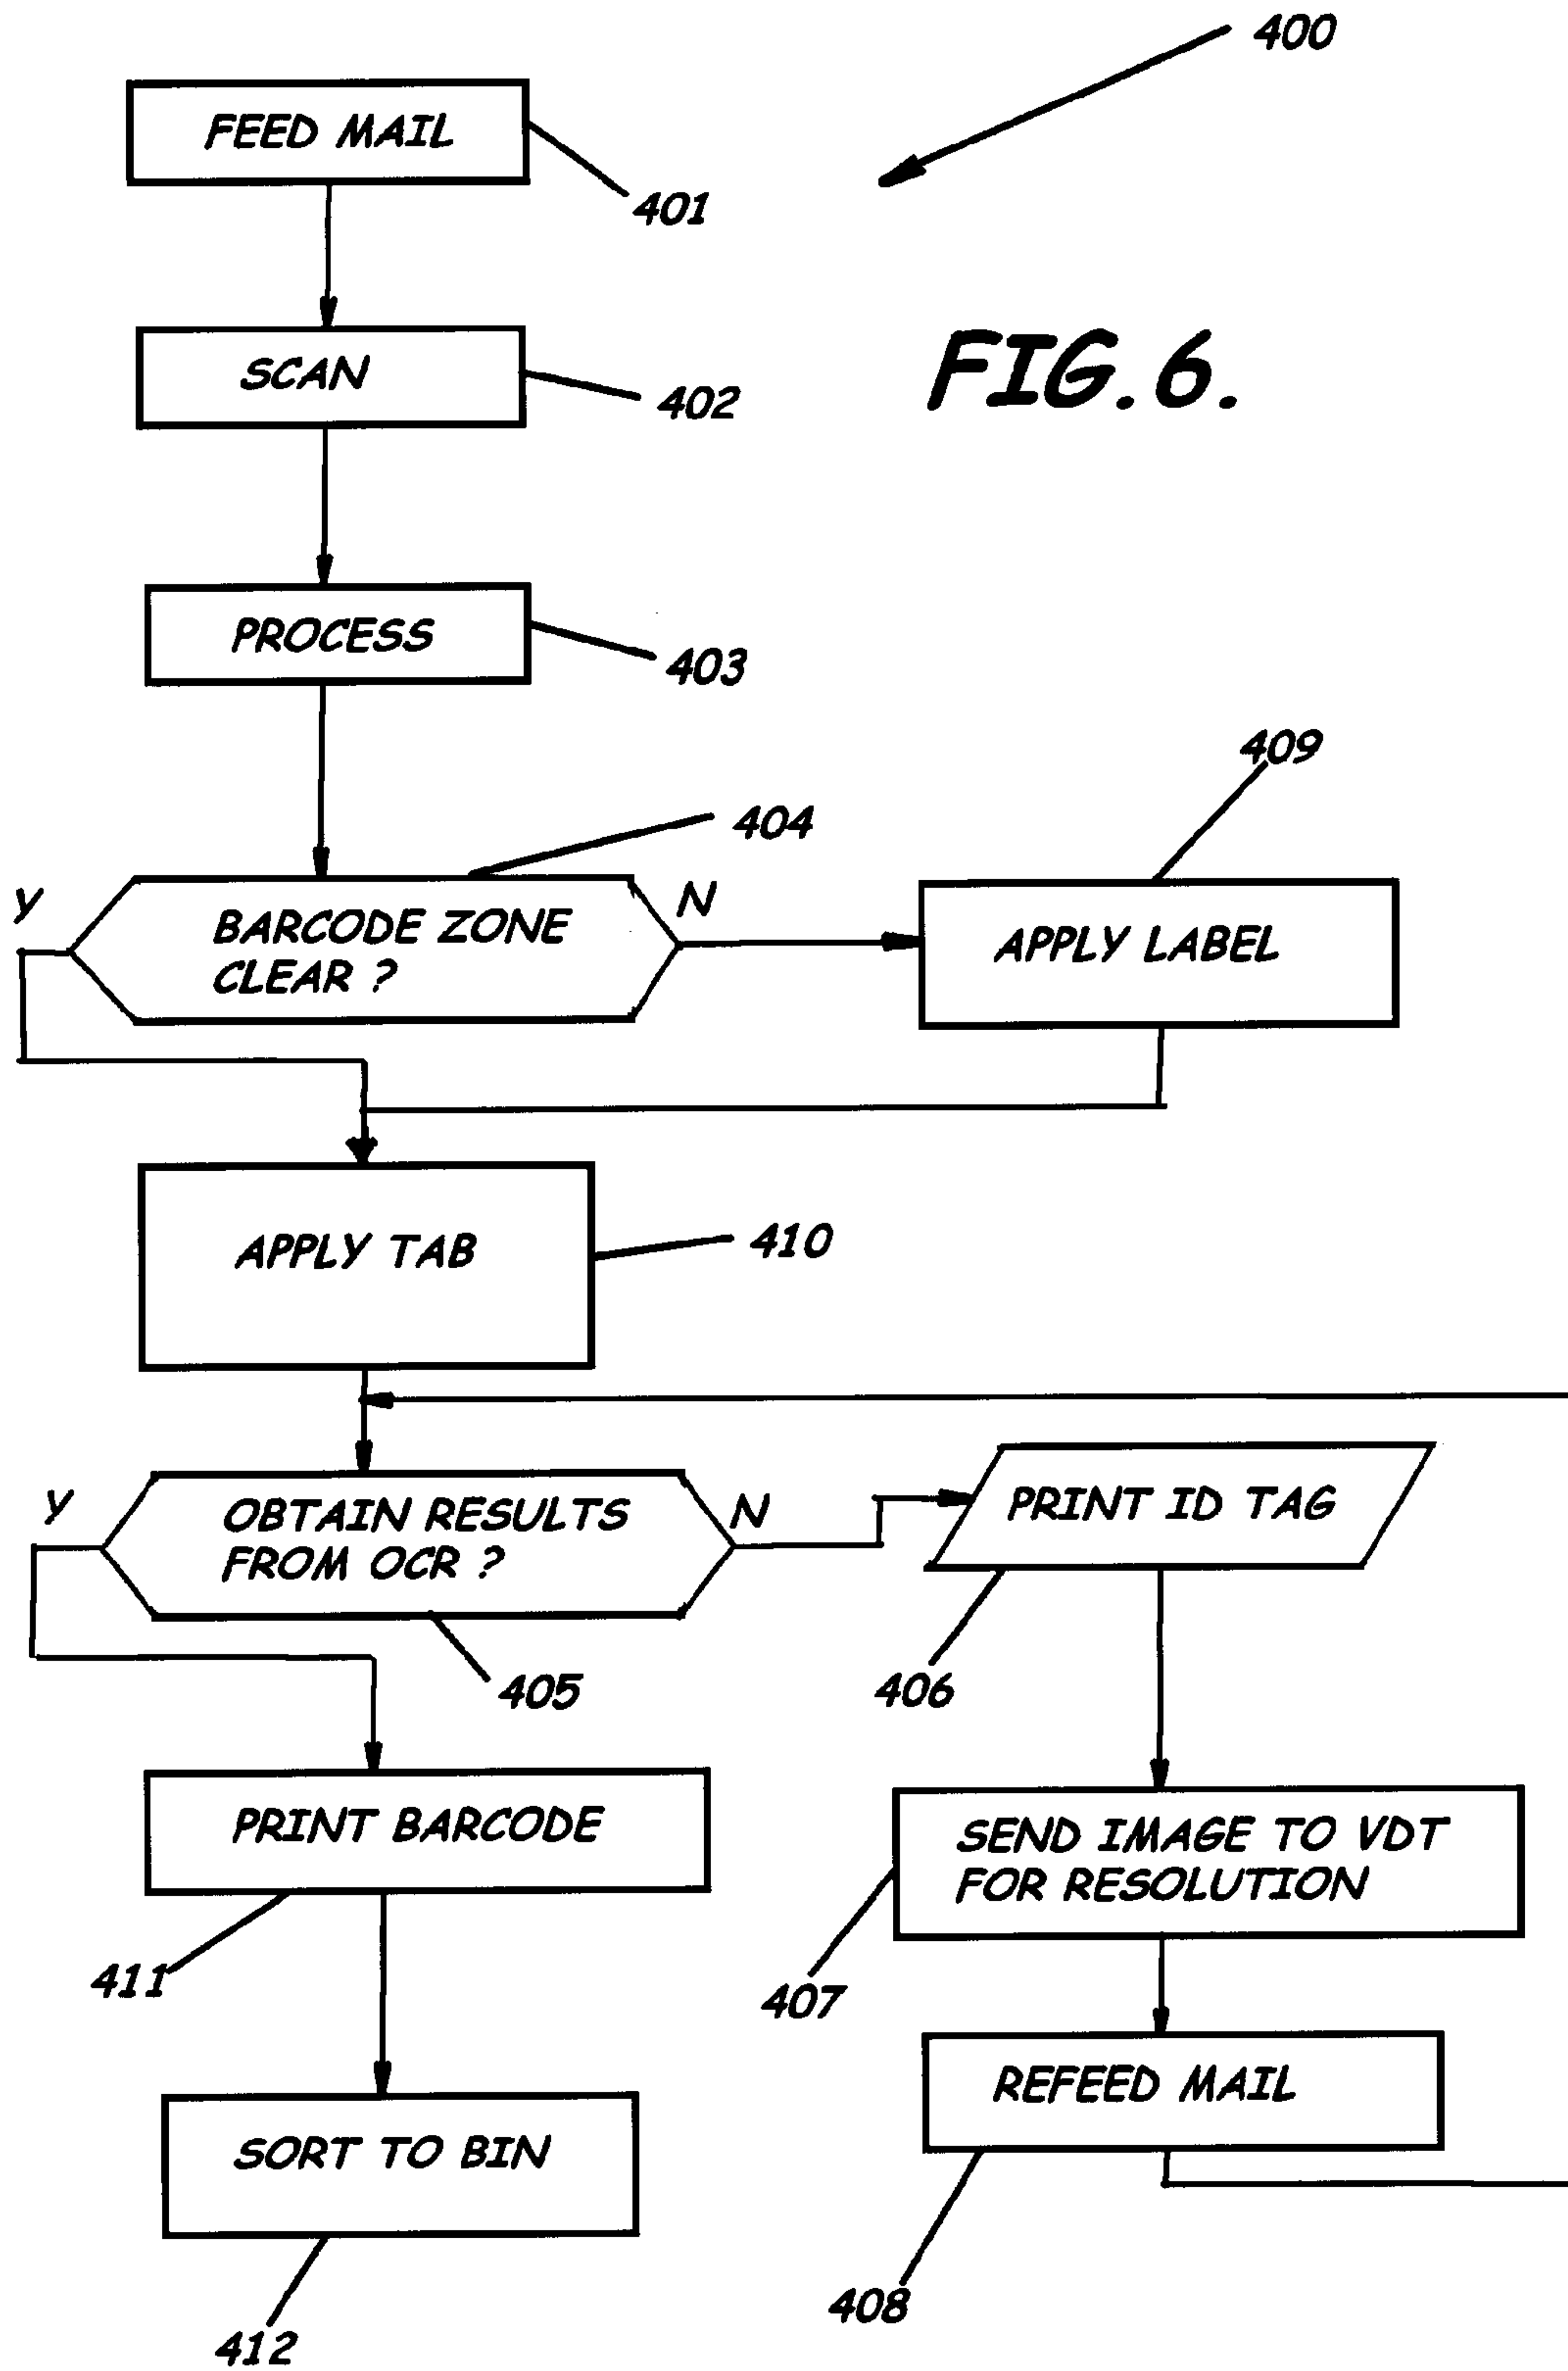 400
FEED MAIL
401
FIG. 6.
SCAN
402
PROCESS
403
409
404
Y
BARCODE ZONE
CLEAR ?
N
APPLY LABEL
APPLY TAB
410
Y
OBTAIN RESULTS
FROM OCR ?
N
PRINT ID TAG
405
406
PRINT BARCODE
SEND IMAGE TO VDT
FOR RESOLUTION
411
407
REFEED MAIL
SORT TO BIN
408
412